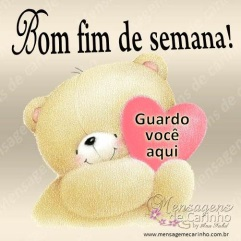 Bom fim de semana!
Guardo
você
aqui
Mensagens
de Carinho
www.mensagemecarinho.com.br